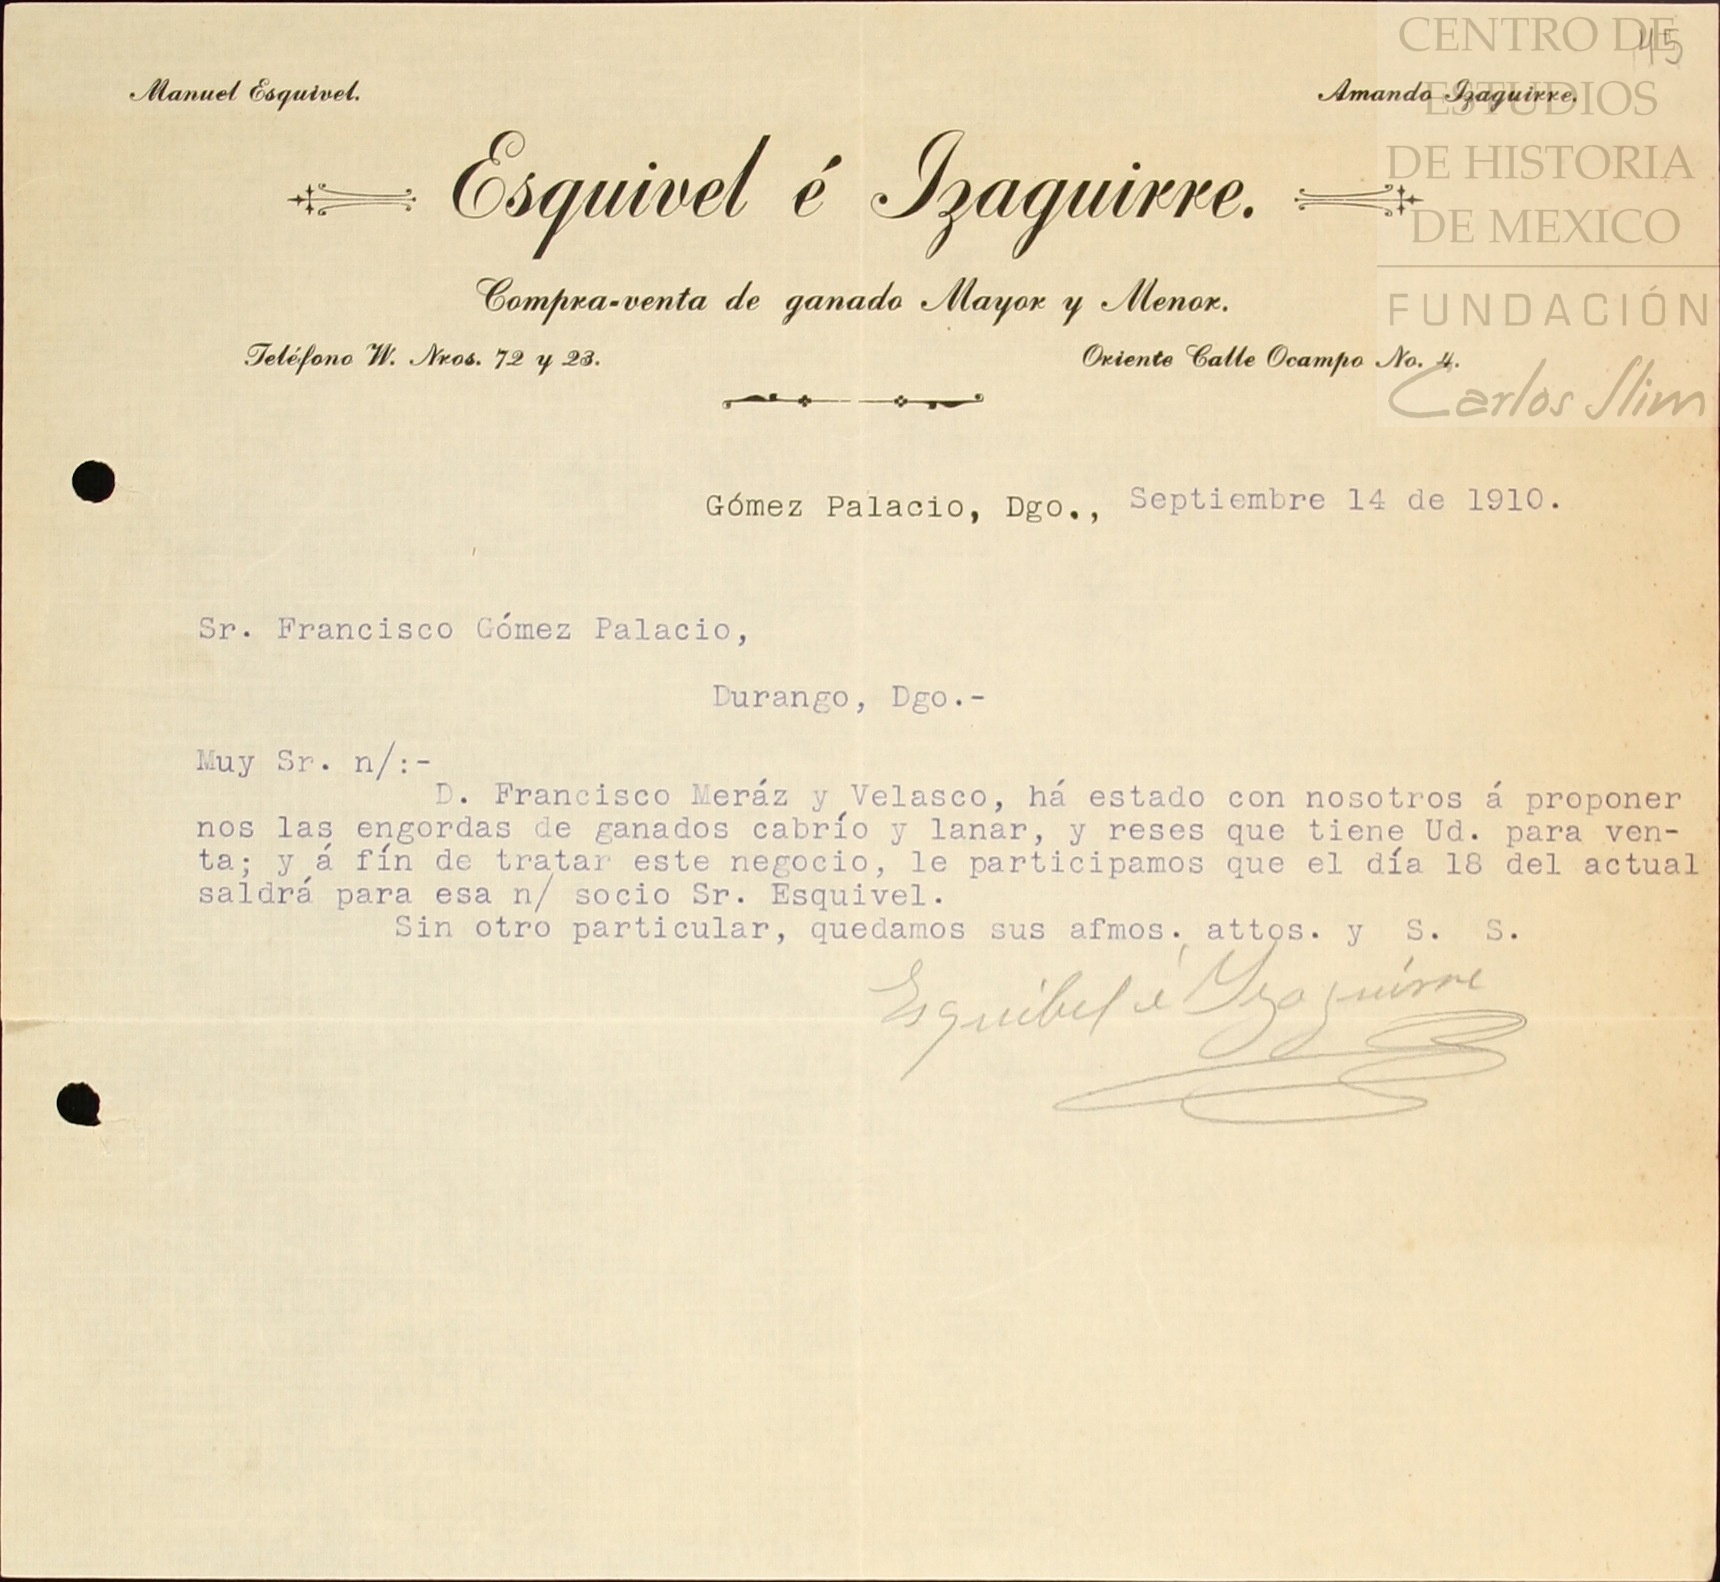 CENTRO DE
45
ESTUDIOS
DE HISTORIA
DE MEXICO
FUNDACIÓN
Carlos Slim
Manuel Esquivel.
Amando Izaguirre.
Esquivel é Izaguirre.
Compra-venta de ganado Mayor y Menor.
Teléfono W. Nros. 72 y 23.
Oriente Calle Ocampo No. 4.
Gómez Palacio, Dgo., Septiembre 14 de 1910.
Sr. Francisco Gómez Palacio,
Durango, Dgo.-
Muy Sr. n/:-
D. Francisco Meráz y Velasco, há estado con nosotros á proponer
nos las engordas de ganados cabrío y lanar, y reses que tiene Ud. para ven-
ta; y á fín de tratar este negocio, le participamos que el día 18 del actual
saldrá para esa n/ socio Sr. Esquivel.
Sin otro particular, quedamos sus afmos. attos. y S. S.
Esquibel é Yzaguirre